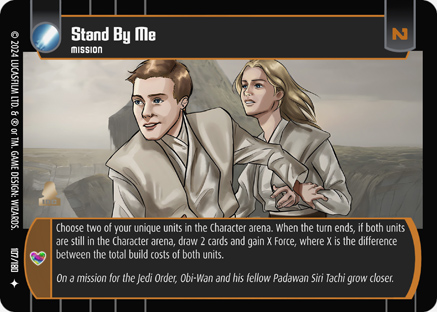 Stand By Me
MISSION
N
Choose two of your unique units in the Character arena. When the turn ends, if both units
are still in the Character arena, draw 2 cards and gain X Force, where X is the difference
between the total build costs of both units.
On a mission for the Jedi Order, Obi-Wan and his fellow Padawan Siri Tachi grow closer.
© 2024 LUCASFILM LTD. & ® OR TM. GAME DESIGN: WIZARDS.